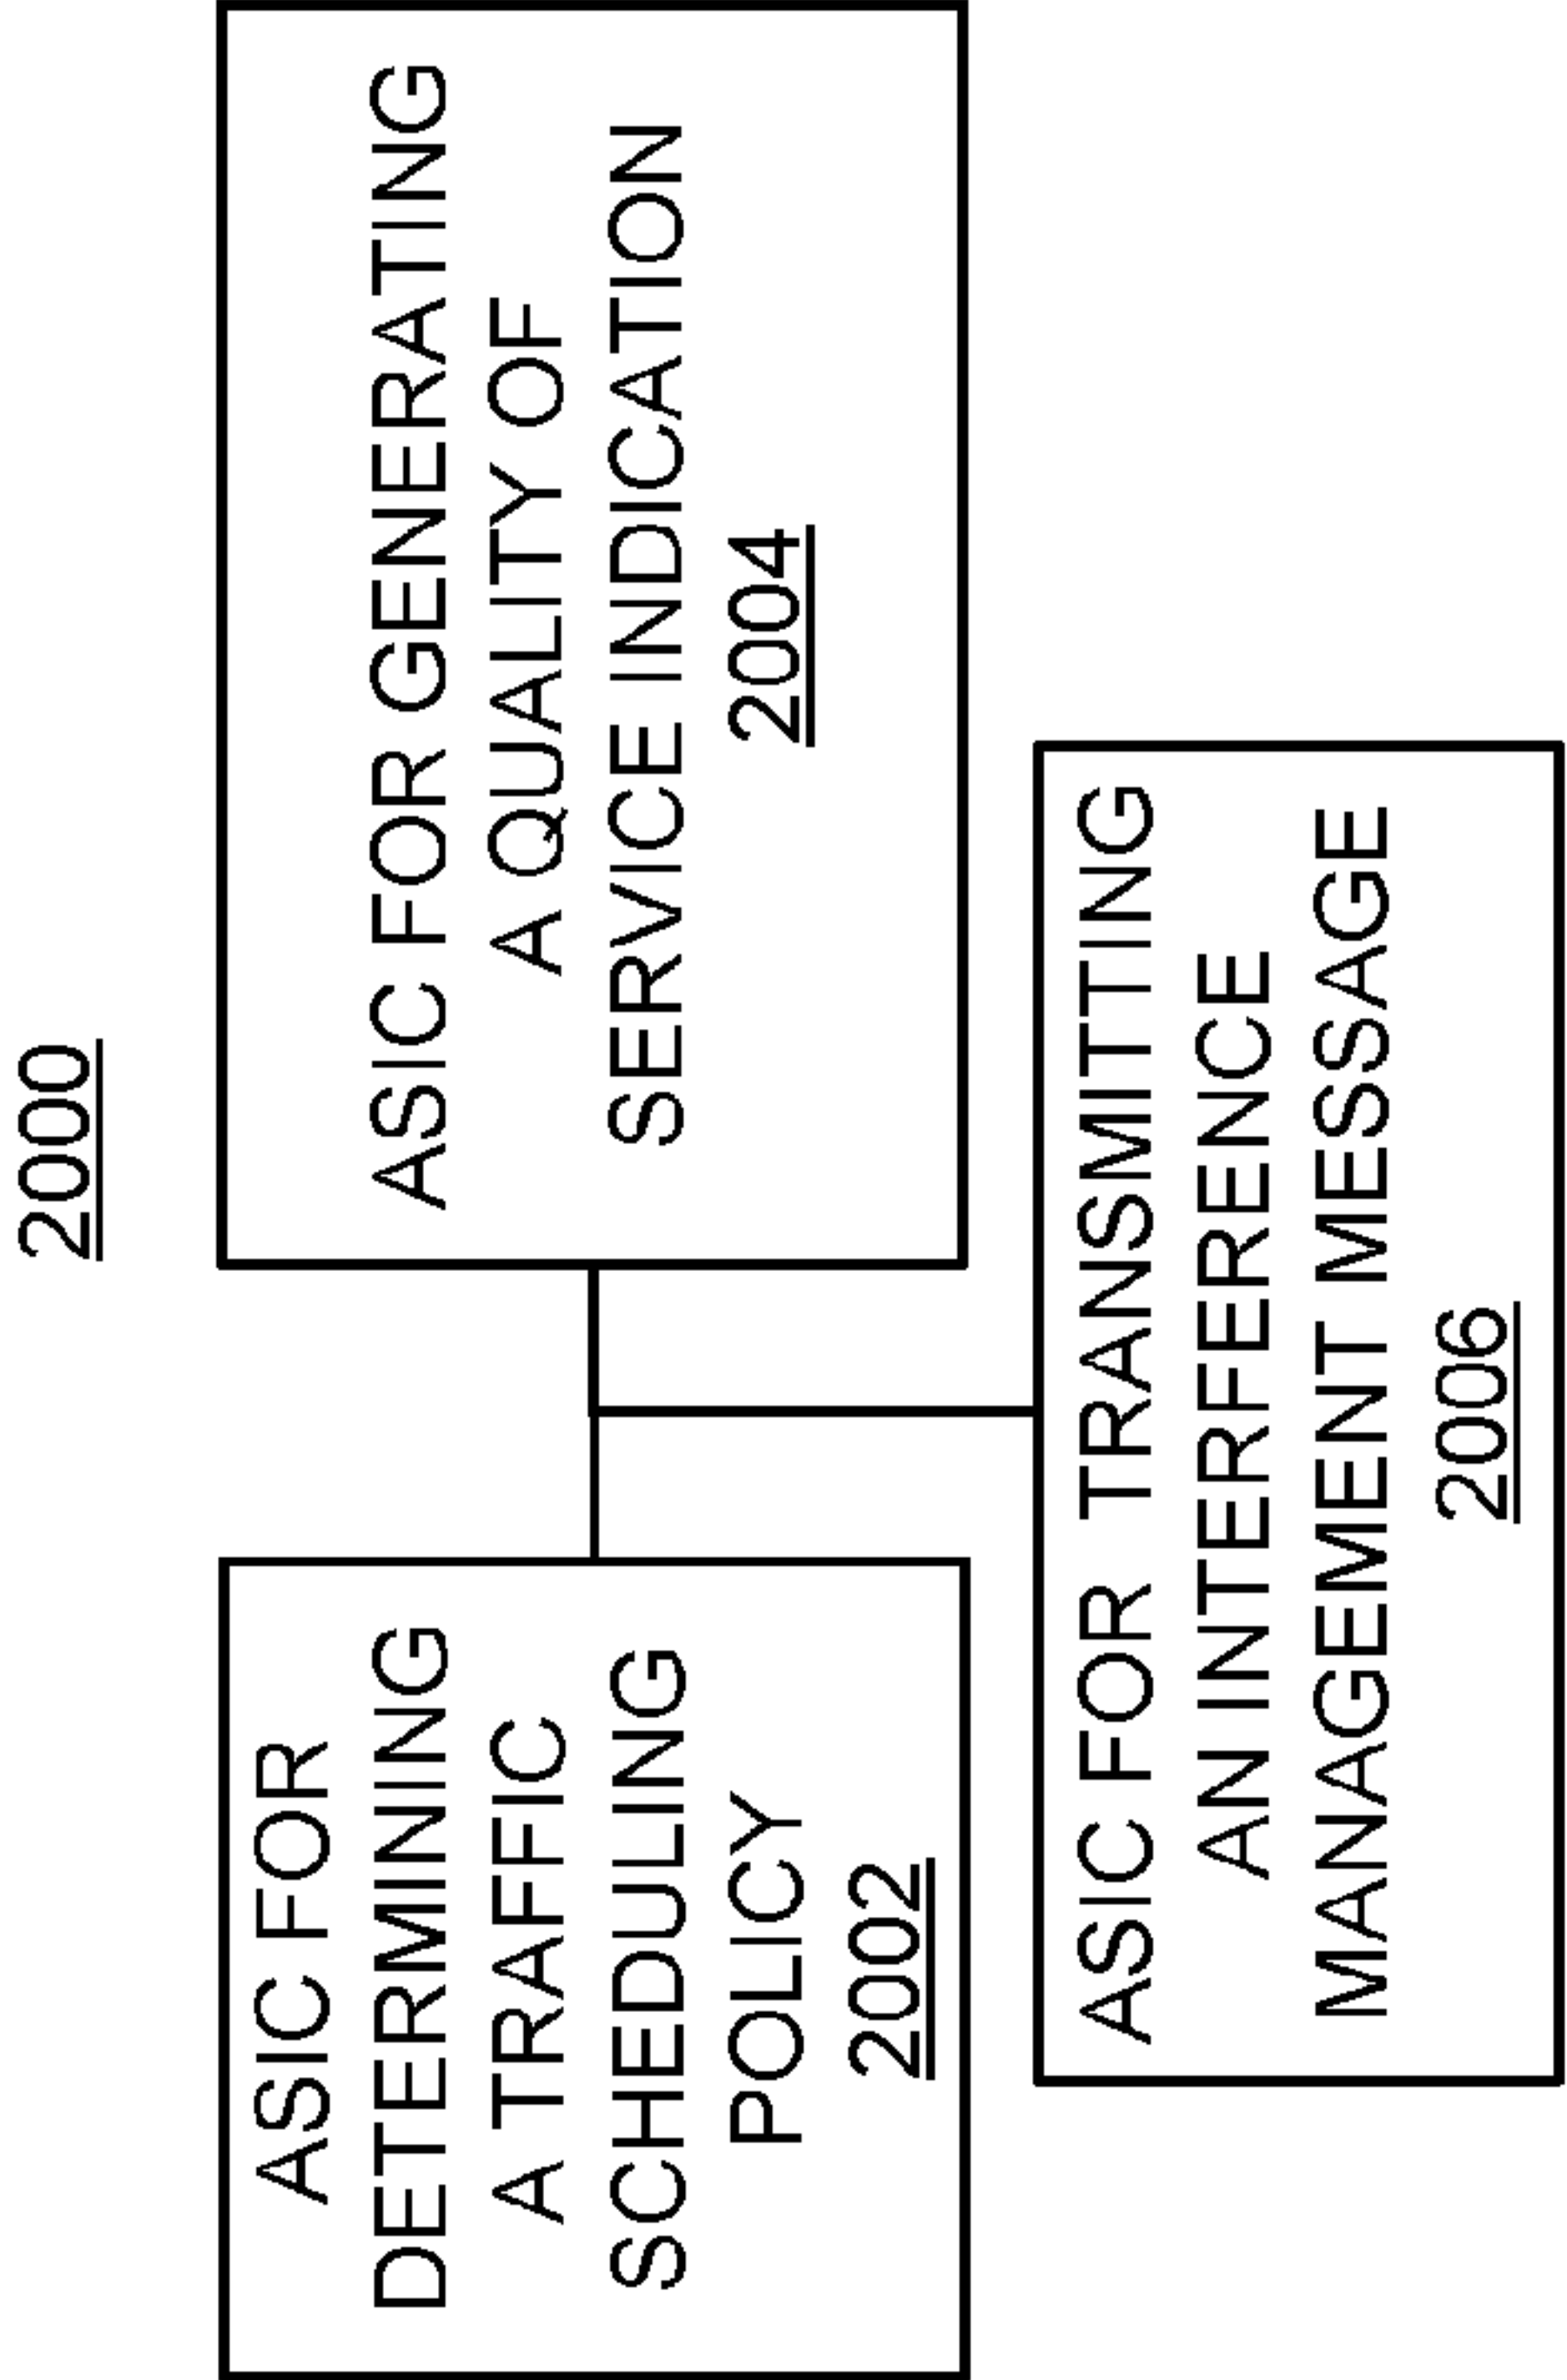 2000
ASIC FOR
DETERMINING
A TRAFFIC
SCHEDULING
POLICY
2002
ASIC FOR GENERATING
A QUALITY OF
SERVICE INDICATION
2004
ASIC FOR TRANSMITTING
AN INTERFERENCE
MANAGEMENT MESSAGE
2006